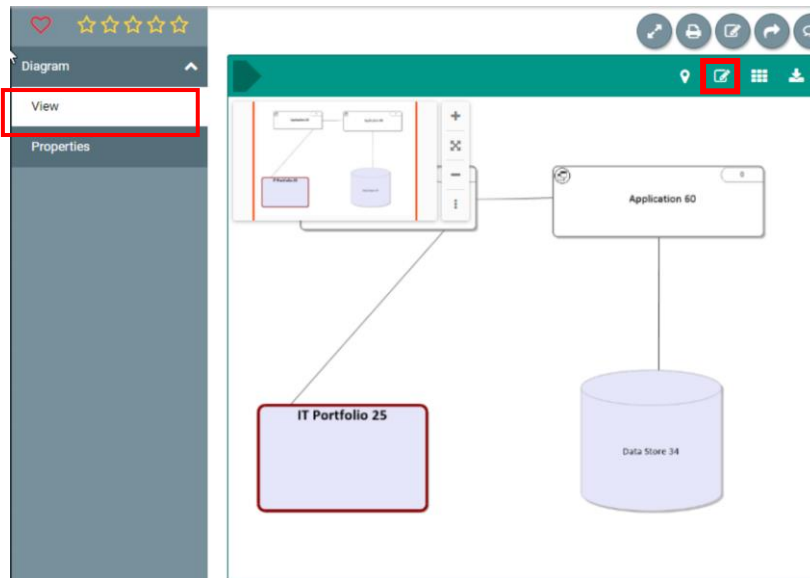 Diagram
View
Properties
0
Application 60
IT Portfolio 25
Data Store 34